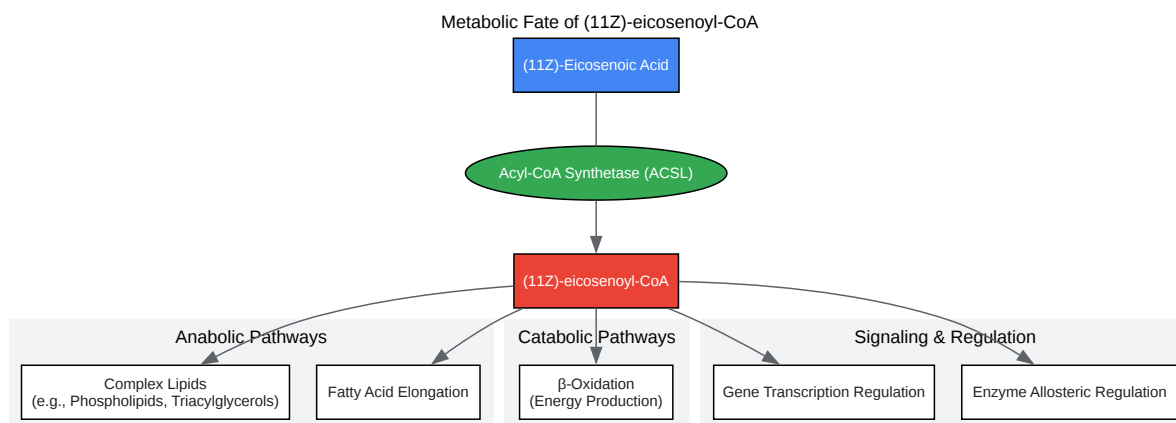 Metabolic Fate of (11Z)-eicosenoyl-CoA
(11Z)-Eicosenoic Acid
Acyl-CoA Synthetase (ACSL)
(11Z)-eicosenoyl-CoA
Anabolic Pathways
Catabolic Pathways
Signaling & Regulation
Complex Lipids
(e.g., Phospholipids, Triacylglycerols)
Fatty Acid Elongation
β-Oxidation
(Energy Production)
Gene Transcription Regulation
Enzyme Allosteric Regulation